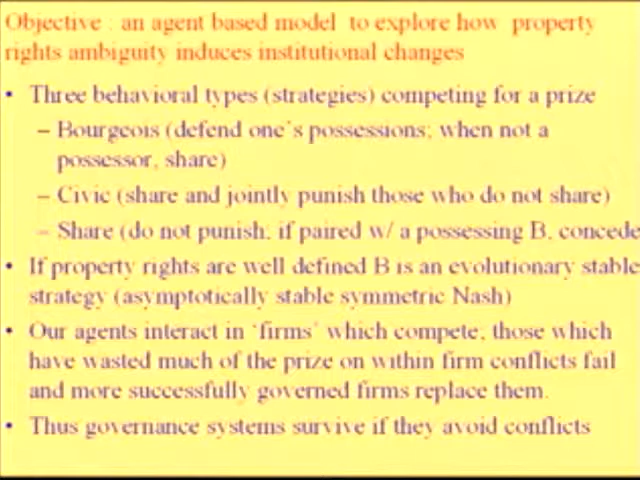 Objective : an agent based model to explore how property
rights ambiguity induces institutional changes
• Three behavioral types (strategies) competing for a prize
– Bourgeois (defend one's possessions; when not a
possessor, share)
– Civic (share and jointly punish those who do not share)
– Share (do not punish; if paired w/ a possessing B, concede
• If property rights are well defined B is an evolutionary stable
strategy (asymptotically stable symmetric Nash)
• Our agents interact in 'firms' which compete; those which
have wasted much of the prize on within firm conflicts fail
and more successfully governed firms replace them.
• Thus governance systems survive if they avoid conflicts